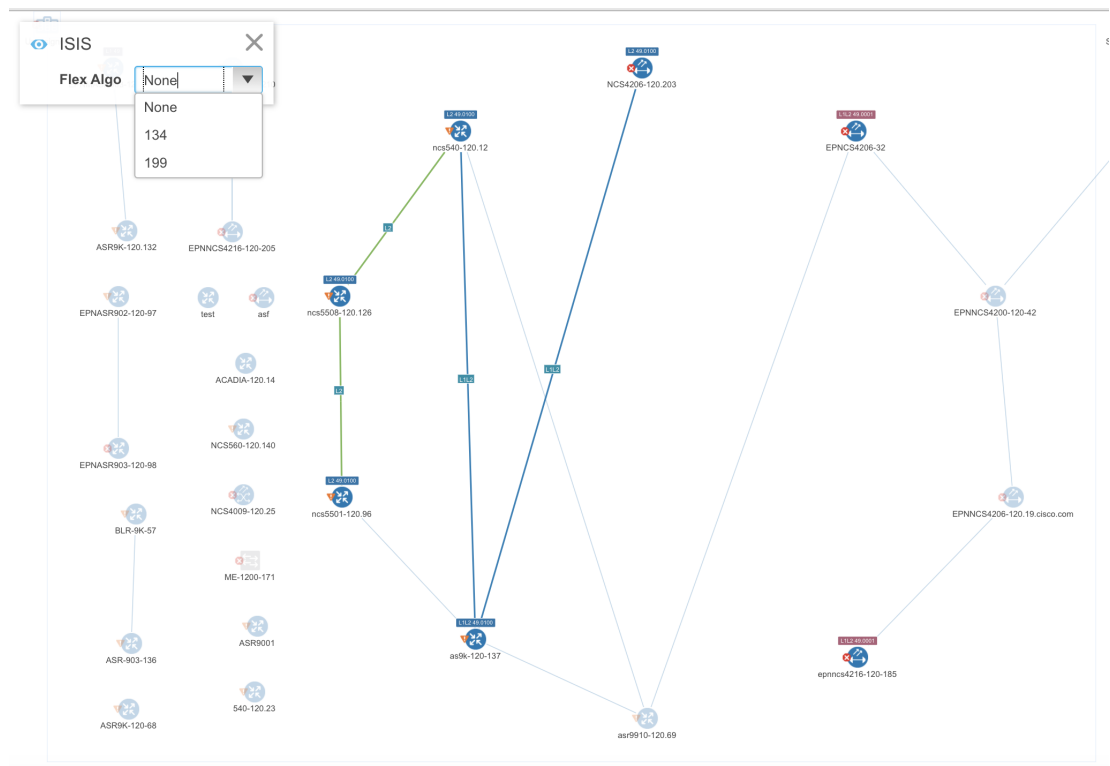 ISIS
Flex Algo
None
None
134
199
L2 49.0100
NCS4206-120.203
L2 49.0100
ncs540-120.12
L1L2 49.0001
EPNCS4206-32
L2
ASR9K-120.132
EPNNCS4216-120-205
L2 49.0100
ncs5508-120.126
EPNASR902-120-97
test
asf
EPNNCS4200-120-42
L1L2
L1L2
ACADIA-120.14
L2
NCS560-120.140
EPNASR903-120-98
L2 49.0100
ncs5501-120.96
NCS4009-120.25
EPNNCS4206-120.19.cisco.com
BLR-9K-57
ME-1200-171
L1L2 49.0100
as9k-120-137
ASR9001
ASR-903-136
L1L2 49.0001
epnncs4216-120-185
540-120.23
ASR9K-120-68
asr9910-120.69